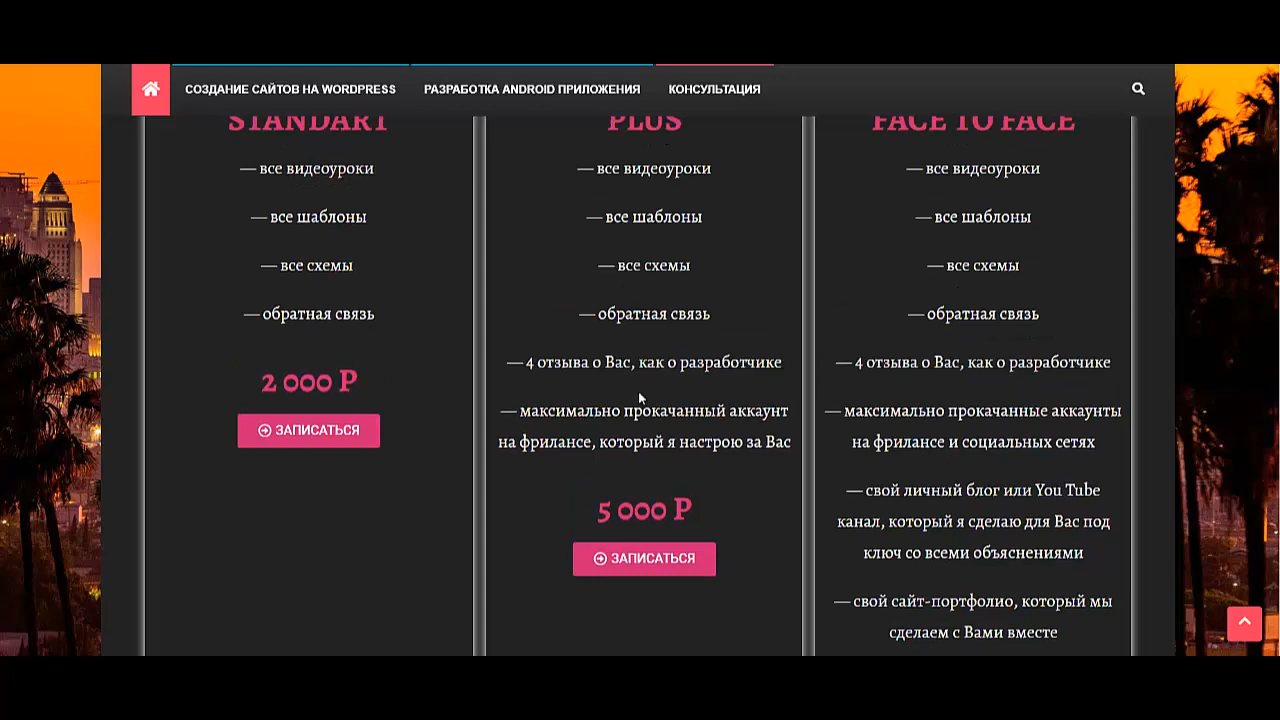 СОЗДАНИЕ САЙТОВ НА WORDPRESS
РАЗРАБОТКА ANDROID ПРИЛОЖЕНИЯ
КОНСУЛЬТАЦИЯ
STANDART
— все видеоуроки
— все шаблоны
— все схемы
— обратная связь
2 000 Р
ЗАПИСАТЬСЯ
PLUS
— все видеоуроки
— все шаблоны
— все схемы
— обратная связь
— 4 отзыва о Вас, как о разработчике
— максимально прокачанный аккаунт
на фрилансе, который я настрою за Вас
5 000 Р
ЗАПИСАТЬСЯ
FACE TO FACE
— все видеоуроки
— все шаблоны
— все схемы
— обратная связь
— 4 отзыва о Вас, как о разработчике
— максимально прокачанные аккаунты
на фрилансе и социальных сетях
— свой личный блог или You Tube
канал, который я сделаю для Вас под
ключ со всеми объяснениями
— свой сайт-портфолио, который мы
сделаем с Вами вместе